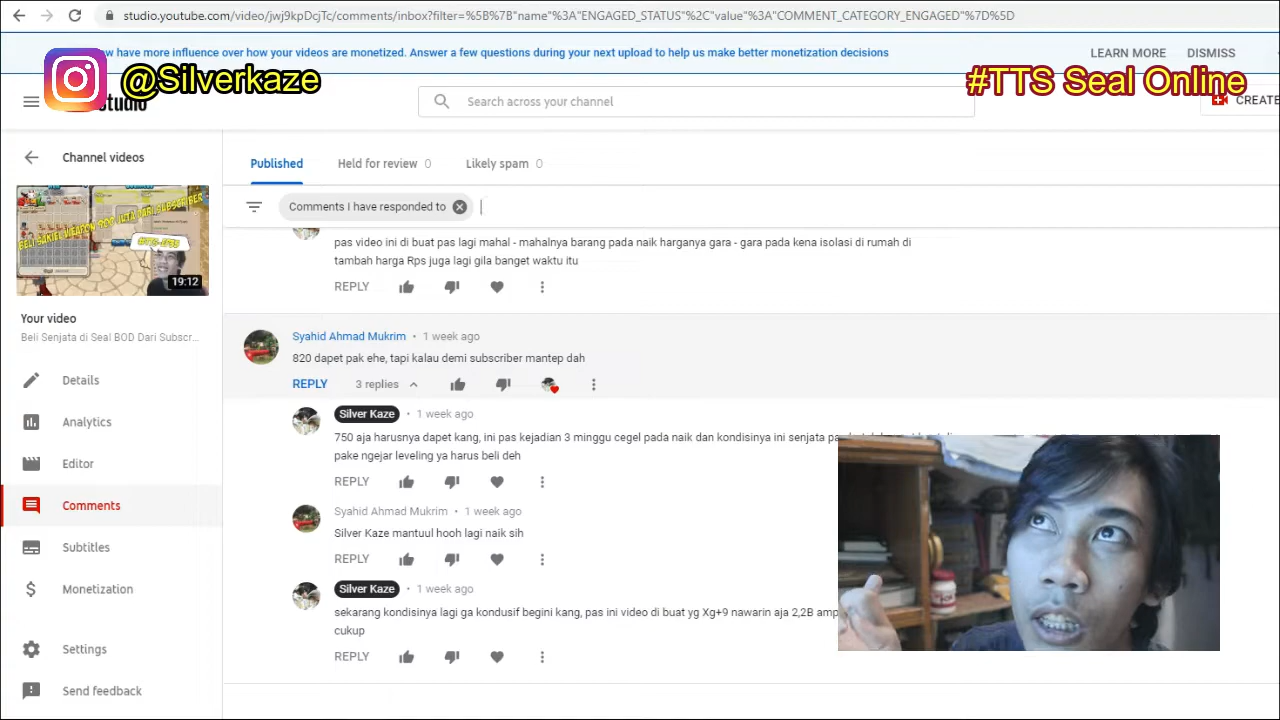 studio.youtube.com/video/jwj9kpDcjTc/comments/inbox?filter=%5B%7B"name"%3A"ENGAGED_STATUS"%2C"value"%3A"COMMENT_CATEGORY_ENGAGED"%7D%5D
have more influence over how your videos are monetized. Answer a few questions during your next upload to help us make better monetization decisions
LEARN MORE
DISMISS
@Silverkaze
#TTS Seal Online
Studio
Search across your channel
CREATE
Channel videos
Published
Held for review 0
Likely spam 0
Comments I have responded to
BELI SENJATA WEAPON 800 JUTA DARI SUBSCRIBER
19:12
Your video
Beli Senjata di Seal BOD Dari Subscr...
Details
Analytics
Editor
Comments
Subtitles
Monetization
Settings
Send feedback
pas video ini di buat pas lagi mahal - mahalnya barang pada naik harganya gara - gara pada kena isolasi di rumah di
tambah harga Rps juga lagi gila banget waktu itu
REPLY
Syahid Ahmad Mukrim • 1 week ago
820 dapet pak ehe, tapi kalau demi subscriber mantep dah
REPLY 3 replies
Silver Kaze • 1 week ago
750 aja harusnya dapet kang, ini pas kejadian 3 minggu cegel pada naik dan kondisinya ini senjata
pake ngejar leveling ya harus beli deh
REPLY
Syahid Ahmad Mukrim • 1 week ago
Silver Kaze mantuul hooh lagi naik sih
REPLY
Silver Kaze • 1 week ago
sekarang kondisinya lagi ga kondusif begini kang, pas ini video di buat yg Xg+9 nawarin aja 2,2B
cukup
REPLY